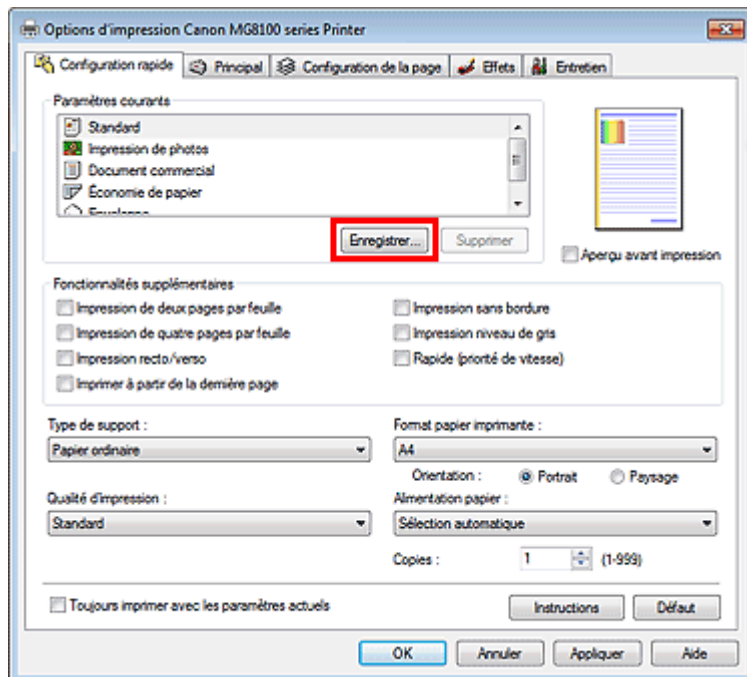 Options d'impression Canon MG8100 series Printer
Configuration rapide
Principal
Configuration de la page
Effets
Entretien
Paramètres courants
Standard
Impression de photos
Document commercial
Économie de papier
Enregistrer...
Supprimer
Aperçu avant impression
Fonctionnalités supplémentaires
Impression de deux pages par feuille
Impression de quatre pages par feuille
Impression recto/verso
Imprimer à partir de la dernière page
Impression sans bordure
Impression niveau de gris
Rapide (priorité de vitesse)
Type de support :
Papier ordinaire
Format papier imprimante :
A4
Orientation :
Portrait
Paysage
Qualité d'impression :
Standard
Alimentation papier :
Sélection automatique
Copies :
1
(1-999)
Toujours imprimer avec les paramètres actuels
Instructions
Défaut
OK
Annuler
Appliquer
Aide